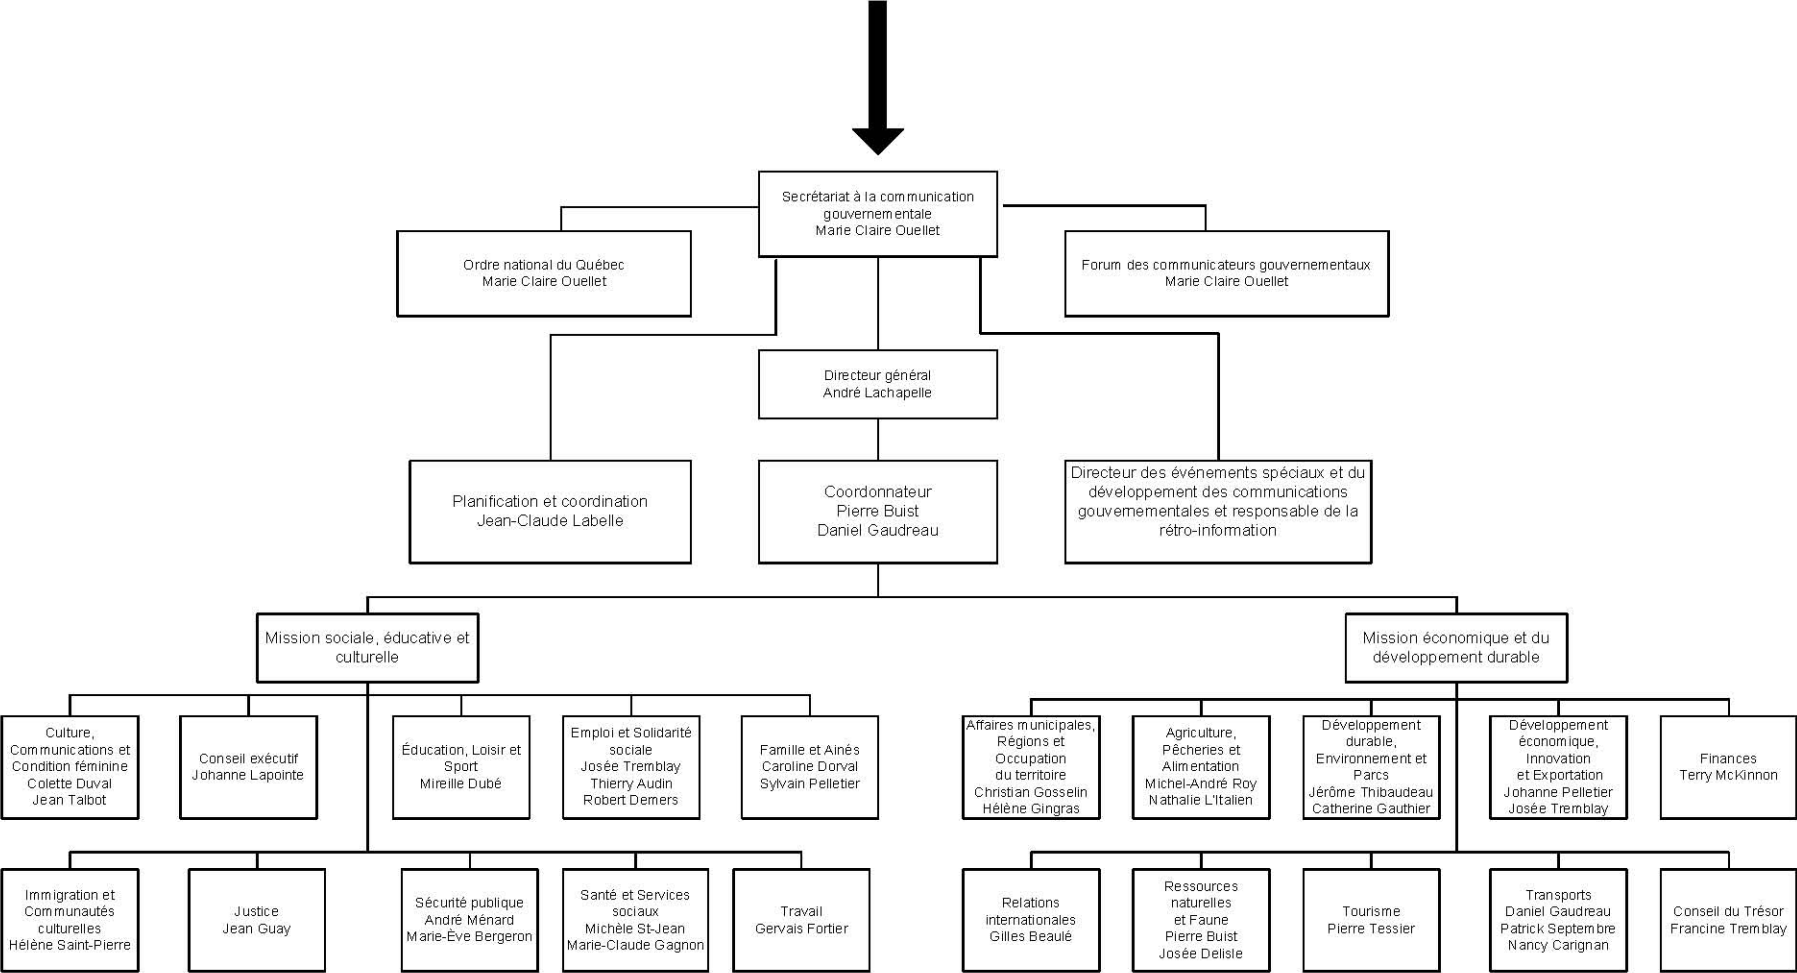 Secrétariat à la communication
gouvernementale
Marie Claire Ouellet
Ordre national du Québec
Marie Claire Ouellet
Forum des communicateurs gouvernementaux
Marie Claire Ouellet
Directeur général
André Lachapelle
Planification et coordination
Jean-Claude Labelle
Coordonnateur
Pierre Buist
Daniel Gaudreau
Directeur des événements spéciaux et du
développement des communications
gouvernementales et responsable de la
rétro-information
Mission sociale, éducative et
culturelle
Mission économique et du
développement durable
Culture,
Communications et
Condition féminine
Colette Duval
Jean Talbot
Conseil exécutif
Johanne Lapointe
Éducation, Loisir et
Sport
Mireille Dubé
Emploi et Solidarité
sociale
Josée Tremblay
Thierry Audin
Robert Demers
Famille et Ainés
Caroline Dorval
Sylvain Pelletier
Affaires municipales,
Régions et
Occupation
du territoire
Christian Gosselin
Hélène Gingras
Agriculture,
Pêcheries et
Alimentation
Michel-André Roy
Nathalie L'Italien
Développement
durable,
Environnement et
Parcs
Jérôme Thibaudeau
Catherine Gauthier
Développement
économique,
Innovation
et Exportation
Johanne Pelletier
Josée Tremblay
Finances
Terry McKinnon
Immigration et
Communautés
culturelles
Hélène Saint-Pierre
Justice
Jean Guay
Sécurité publique
André Ménard
Marie-Ève Bergeron
Santé et Services
sociaux
Michèle St-Jean
Marie-Claude Gagnon
Travail
Gervais Fortier
Relations
internationales
Gilles Beaulé
Ressources
naturelles
et Faune
Pierre Buist
Josée Delisle
Tourisme
Pierre Tessier
Transports
Daniel Gaudreau
Patrick Septembre
Nancy Carignan
Conseil du Trésor
Francine Tremblay